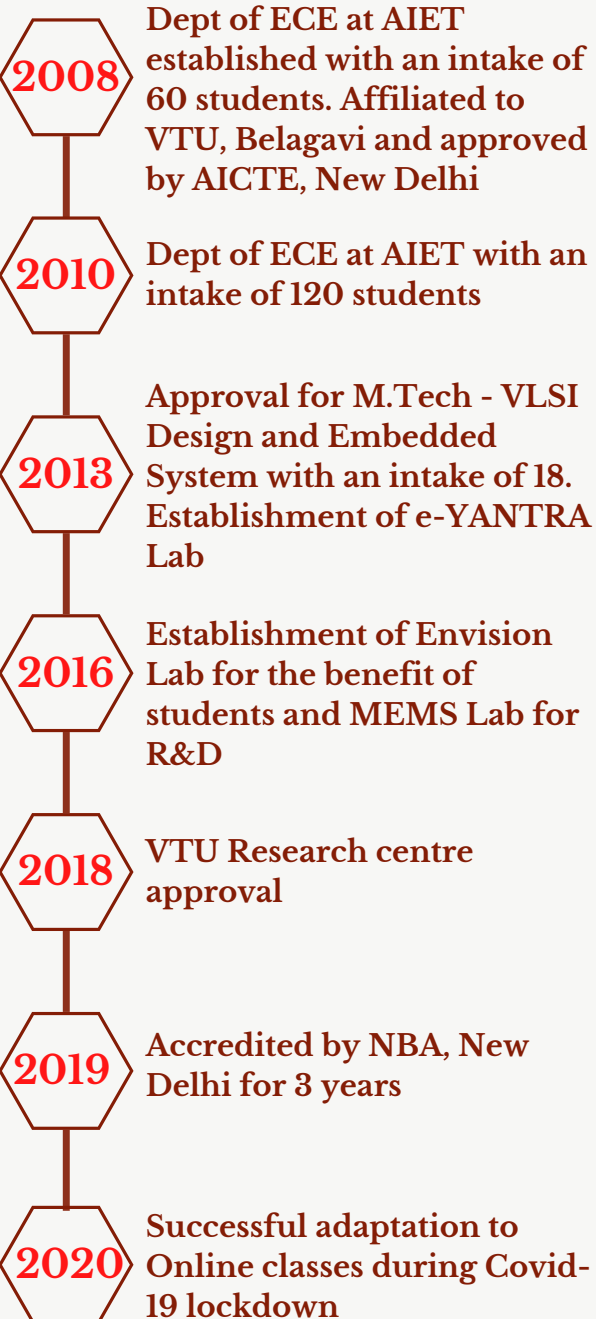 2008
Dept of ECE at AIET
established with an intake of
60 students. Affiliated to
VTU, Belagavi and approved
by AICTE, New Delhi
2010
Dept of ECE at AIET with an
intake of 120 students
2013
Approval for M.Tech - VLSI
Design and Embedded
System with an intake of 18.
Establishment of e-YANTRA
Lab
2016
Establishment of Envision
Lab for the benefit of
students and MEMS Lab for
R&D
2018
VTU Research centre
approval
2019
Accredited by NBA, New
Delhi for 3 years
2020
Successful adaptation to
Online classes during Covid-
19 lockdown